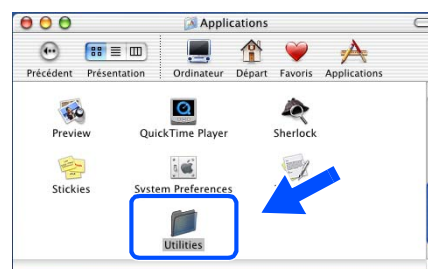 Applications
Précédent Présentation Ordinateur Départ Favoris Applications
Preview QuickTime Player Sherlock
Stickies System Preferences
Utilities